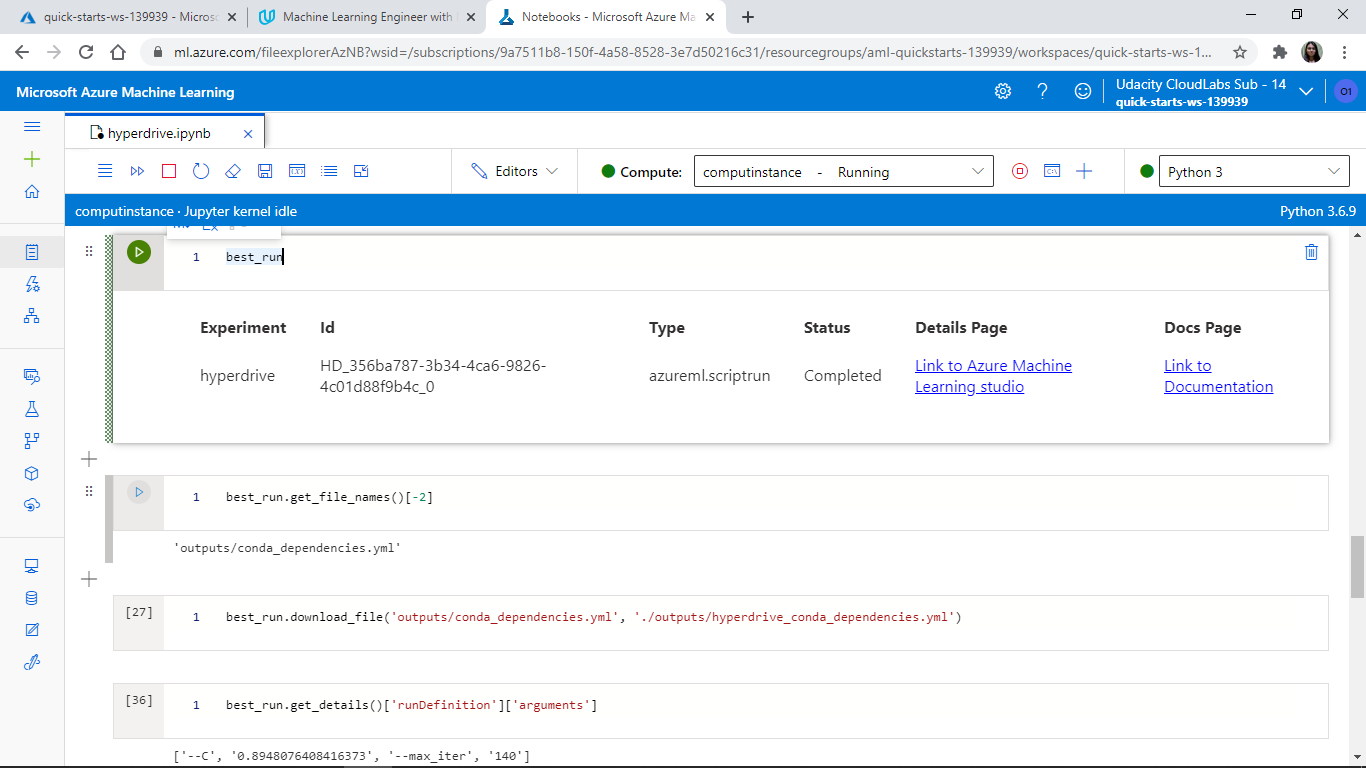 quick-starts-ws-139939 - Microso
Machine Learning Engineer with
Notebooks - Microsoft Azure Ma
ml.azure.com/fileexplorerAzNB?wsid=/subscriptions/9a7511b8-150f-4a58-8528-3e7d50216c31/resourcegroups/aml-quickstarts-139939/workspaces/quick-starts-ws-1...
Microsoft Azure Machine Learning
Udacity CloudLabs Sub - 14
quick-starts-ws-139939
O1
hyperdrive.ipynb
Editors
Compute:
computinstance - Running
Python 3
computinstance · Jupyter kernel idle
Python 3.6.9
1 best_run
Experiment Id Type Status Details Page Docs Page
hyperdrive HD_356ba787-3b34-4ca6-9826-
4c01d88f9b4c_0 azureml.scriptrun Completed Link to Azure Machine
Learning studio Link to
Documentation
1 best_run.get_file_names()[-2]
'outputs/conda_dependencies.yml'
[27] 1 best_run.download_file('outputs/conda_dependencies.yml', './outputs/hyperdrive_conda_dependencies.yml')
[36] 1 best_run.get_details()['runDefinition']['arguments']
['--C', '0.8948076408416373', '--max_iter', '140']